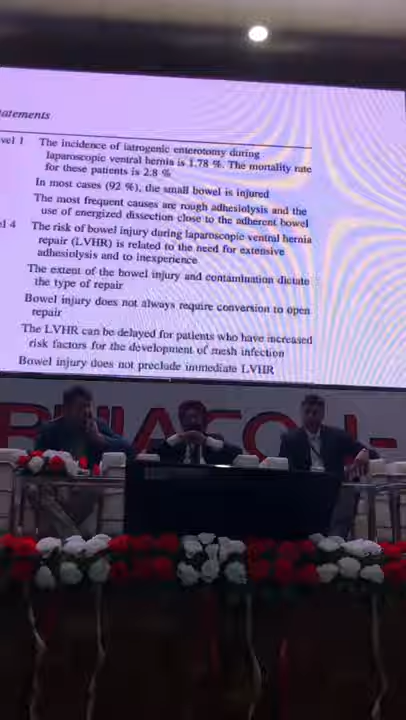 atements
vel 1 The incidence of iatrogenic enterotomy during
laparoscopic ventral hernia is 1.78 %. The mortality rate
for these patients is 2.8 %
In most cases (92 %), the small bowel is injured
The most frequent causes are rough adhesiolysis and the
use of energized dissection close to the adherent bowel
el 4 The risk of bowel injury during laparoscopic ventral hernia
repair (LVHR) is related to the need for extensive
adhesiolysis and to inexperience
The extent of the bowel injury and contamination dictate
the type of repair
Bowel injury does not always require conversion to open
repair
The LVHR can be delayed for patients who have increased
risk factors for the development of mesh infection
Bowel injury does not preclude immediate LVHR